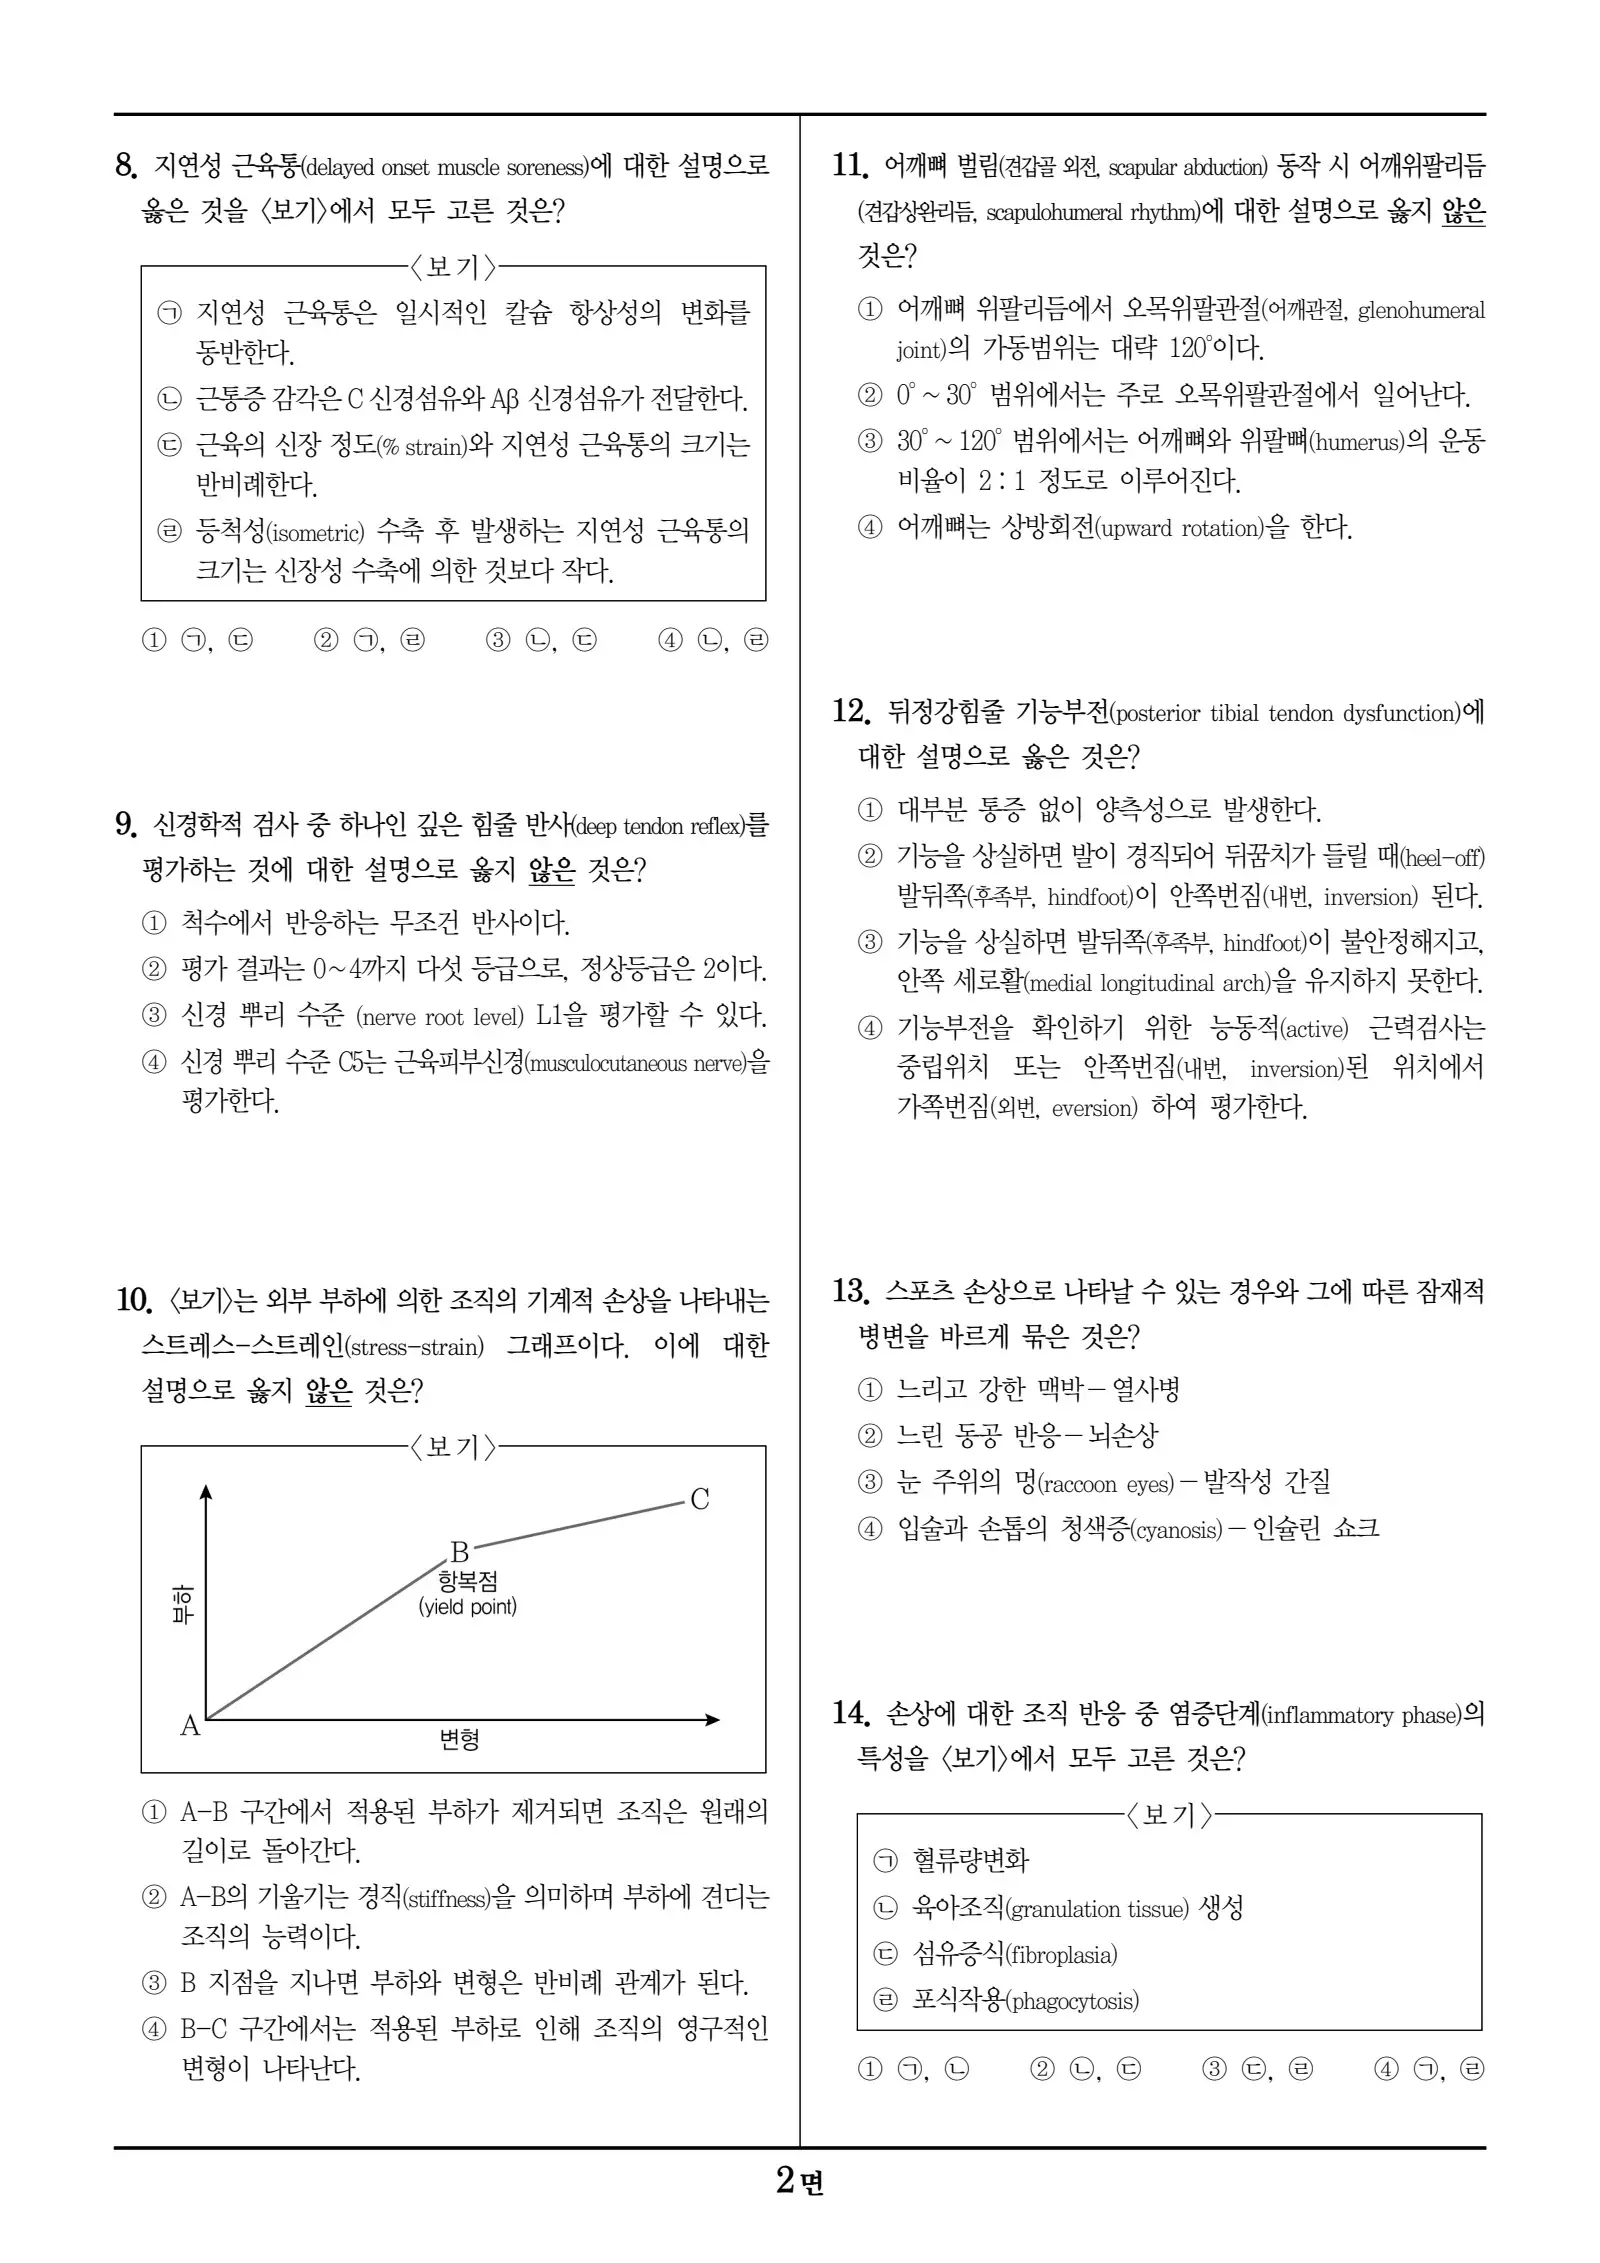 8. 지연성 근육통(delayed onset muscle soreness)에 대한 설명으로
옳은 것을 〈보기〉에서 모두 고른 것은?
〈보기〉
㉠ 지연성 근육통은 일시적인 칼슘 항상성의 변화를
동반한다.
㉡ 근통증 감각은 C 신경섬유와 Aβ 신경섬유가 전달한다.
㉢ 근육의 신장 정도(% strain)와 지연성 근육통의 크기는
반비례한다.
㉣ 등척성(isometric) 수축 후 발생하는 지연성 근육통의
크기는 신장성 수축에 의한 것보다 작다.
① ㉠, ㉢ ② ㉠, ㉣ ③ ㉡, ㉢ ④ ㉡, ㉣
9. 신경학적 검사 중 하나인 깊은 힘줄 반사(deep tendon reflex)를
평가하는 것에 대한 설명으로 옳지 않은 것은?
① 척수에서 반응하는 무조건 반사이다.
② 평가 결과는 0~4까지 다섯 등급으로, 정상등급은 2이다.
③ 신경 뿌리 수준 (nerve root level) L1을 평가할 수 있다.
④ 신경 뿌리 수준 C5는 근육피부신경(musculocutaneous nerve)을
평가한다.
10. 〈보기〉는 외부 부하에 의한 조직의 기계적 손상을 나타내는
스트레스-스트레인(stress-strain) 그래프이다. 이에 대한
설명으로 옳지 않은 것은?
〈보기〉
C
B
항복점
(yield point)
부하
A
변형
① A-B 구간에서 적용된 부하가 제거되면 조직은 원래의
길이로 돌아간다.
② A-B의 기울기는 경직(stiffness)을 의미하며 부하에 견디는
조직의 능력이다.
③ B 지점을 지나면 부하와 변형은 반비례 관계가 된다.
④ B-C 구간에서는 적용된 부하로 인해 조직의 영구적인
변형이 나타난다.
11. 어깨뼈 벌림(견갑골 외전, scapular abduction) 동작 시 어깨위팔리듬
(견갑상완리듬, scapulohumeral rhythm)에 대한 설명으로 옳지 않은
것은?
① 어깨뼈 위팔리듬에서 오목위팔관절(어깨관절, glenohumeral
joint)의 가동범위는 대략 120°이다.
② 0°~30° 범위에서는 주로 오목위팔관절에서 일어난다.
③ 30°~120° 범위에서는 어깨뼈와 위팔뼈(humerus)의 운동
비율이 2:1 정도로 이루어진다.
④ 어깨뼈는 상방회전(upward rotation)을 한다.
12. 뒤정강힘줄 기능부전(posterior tibial tendon dysfunction)에
대한 설명으로 옳은 것은?
① 대부분 통증 없이 양측성으로 발생한다.
② 기능을 상실하면 발이 경직되어 뒤꿈치가 들릴 때(heel-off)
발뒤쪽(후족부, hindfoot)이 안쪽번짐(내번, inversion) 된다.
③ 기능을 상실하면 발뒤쪽(후족부, hindfoot)이 불안정해지고,
안쪽 세로활(medial longitudinal arch)을 유지하지 못한다.
④ 기능부전을 확인하기 위한 능동적(active) 근력검사는
중립위치 또는 안쪽번짐(내번, inversion)된 위치에서
가쪽번짐(외번, eversion) 하여 평가한다.
13. 스포츠 손상으로 나타날 수 있는 경우와 그에 따른 잠재적
병변을 바르게 묶은 것은?
① 느리고 강한 맥박-열사병
② 느린 동공 반응-뇌손상
③ 눈 주위의 멍(raccoon eyes)-발작성 간질
④ 입술과 손톱의 청색증(cyanosis)-인슐린 쇼크
14. 손상에 대한 조직 반응 중 염증단계(inflammatory phase)의
특성을 〈보기〉에서 모두 고른 것은?
〈보기〉
㉠ 혈류량변화
㉡ 육아조직(granulation tissue) 생성
㉢ 섬유증식(fibroplasia)
㉣ 포식작용(phagocytosis)
① ㉠, ㉡ ② ㉡, ㉢ ③ ㉢, ㉣ ④ ㉠, ㉣
2면